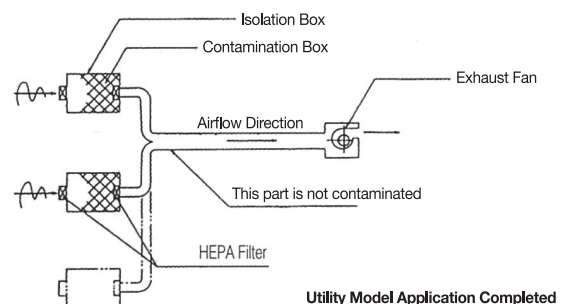 Isolation Box
Contamination Box
Exhaust Fan
Airflow Direction
This part is not contaminated
HEPA Filter
Utility Model Application Completed